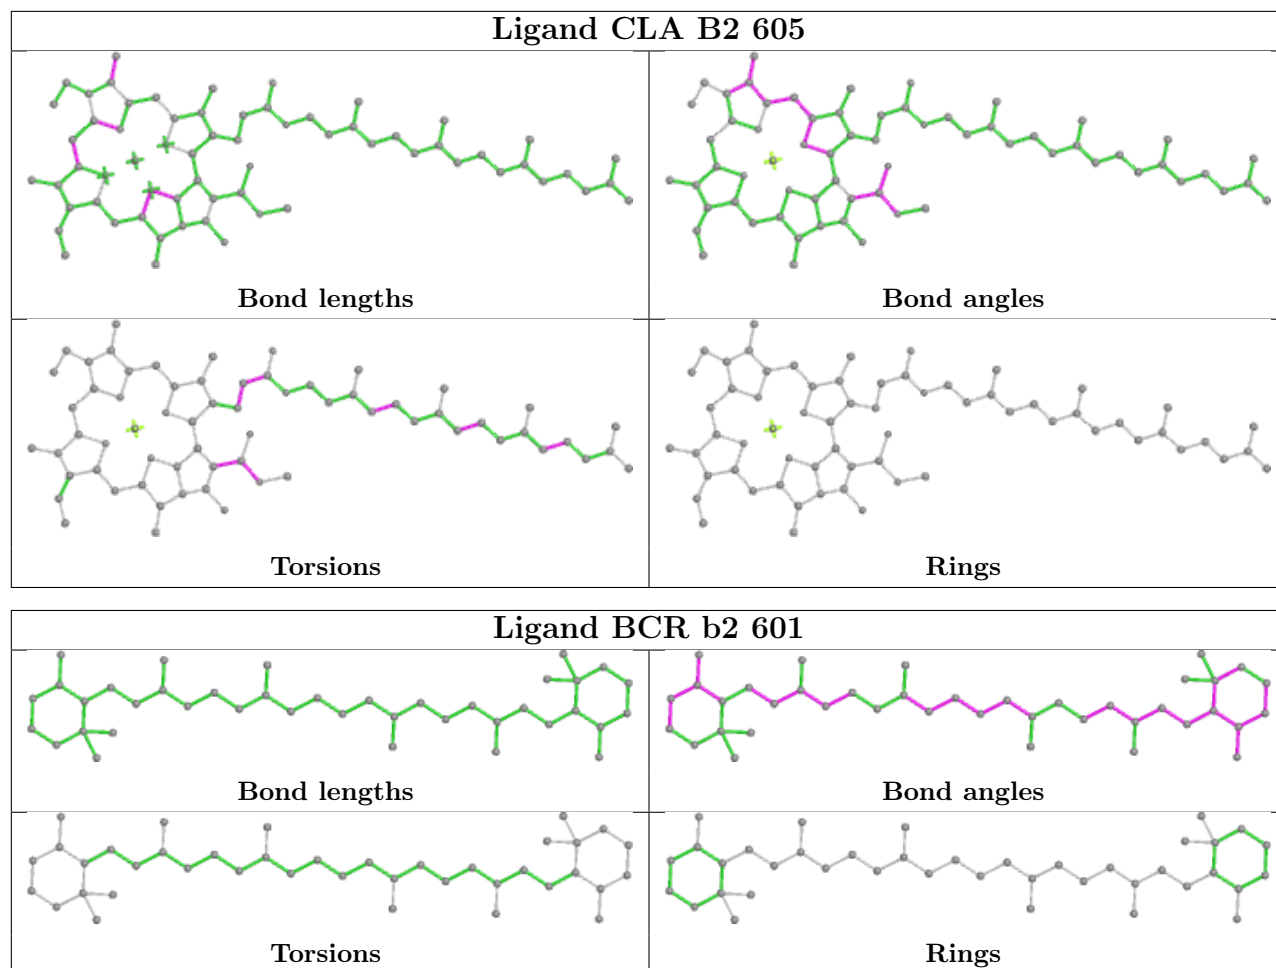 Ligand CLA B2 605
Bond lengths
Bond angles
Torsions
Rings
Ligand BCR b2 601
Bond lengths
Bond angles
Torsions
Rings